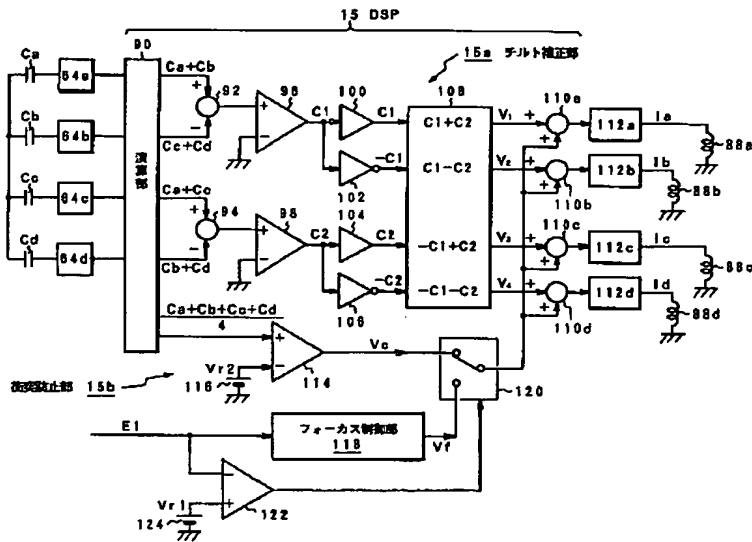 15 DSP
90
15a チルト補正部
Ca
64a
Ca+Cb
+
92
−
Cc+Cd
96
+
−
C1
100
C1
102
−C1
108
C1+C2
C1−C2
−C1+C2
−C1−C2
V1
+
110a
+
112a
Ia
88a
Cb
64b
V2
+
110b
+
112b
Ib
88b
演算部
Cc
64c
Ca+Cc
+
94
−
Cb+Cd
98
+
−
C2
104
C2
106
−C2
V3
+
110c
+
112c
Ic
88c
Cd
64d
V4
+
110d
+
112d
Id
88d
Ca+Cb+Cc+Cd
4
+
−
114
Vc
Vr2
116
衝突防止部 15b
120
E1
フォーカス制御部
118
Vf
−
+
122
Vr1
124